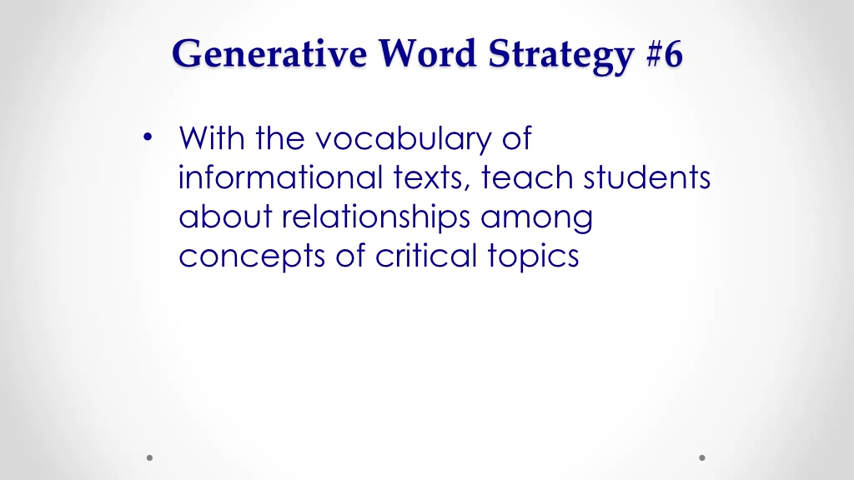 Generative Word Strategy #6
• With the vocabulary of
informational texts, teach students
about relationships among
concepts of critical topics